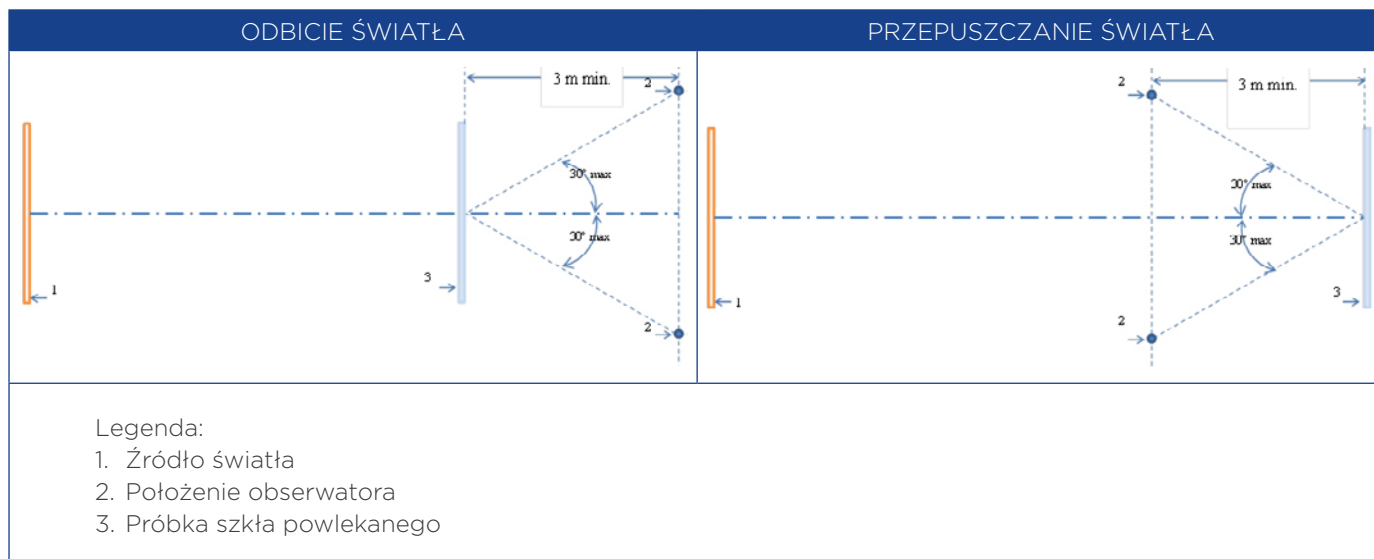 ODBICIE ŚWIATŁA
PRZEPUSZCZANIE ŚWIATŁA
3 m min.
2
30° max
30° max
3
1
2
3 m min.
2
30° max
30° max
3
1
2
Legenda:
1. Źródło światła
2. Położenie obserwatora
3. Próbka szkła powlekanego